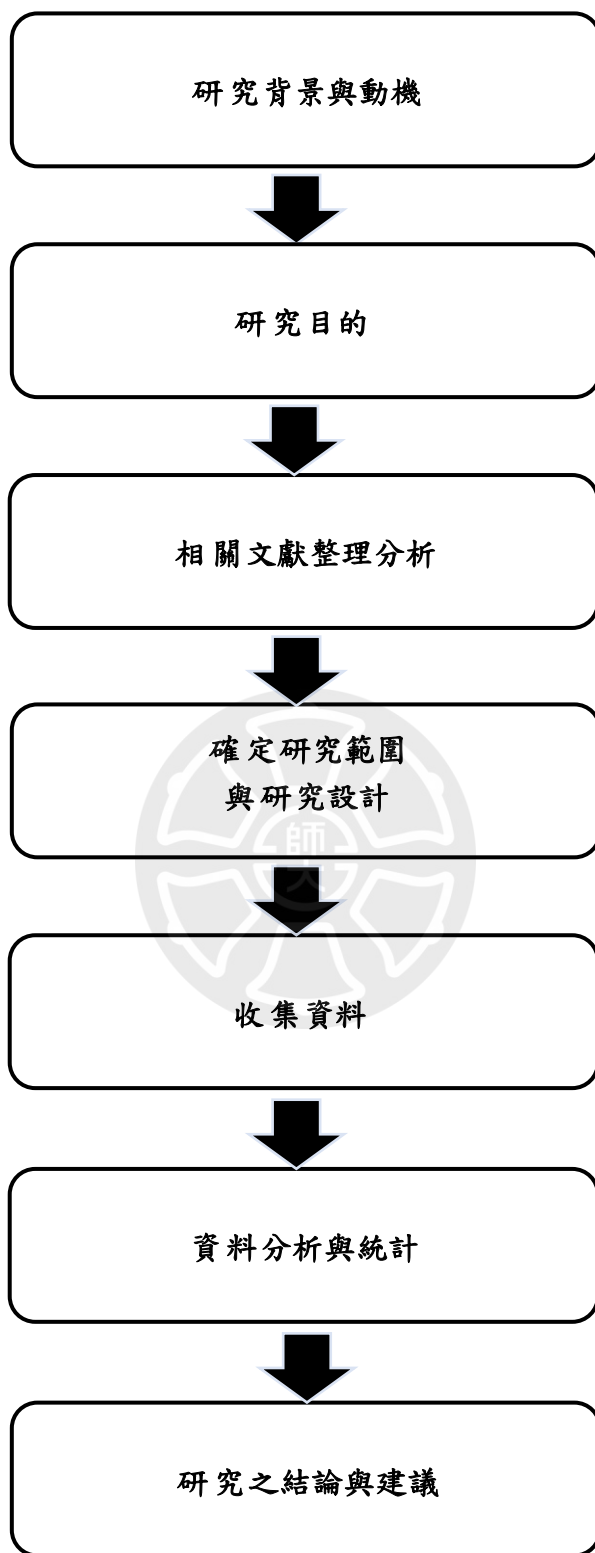 研究背景與動機
研究目的
相關文獻整理分析
確定研究範圍
與研究設計
師大
收集資料
資料分析與統計
研究之結論與建議